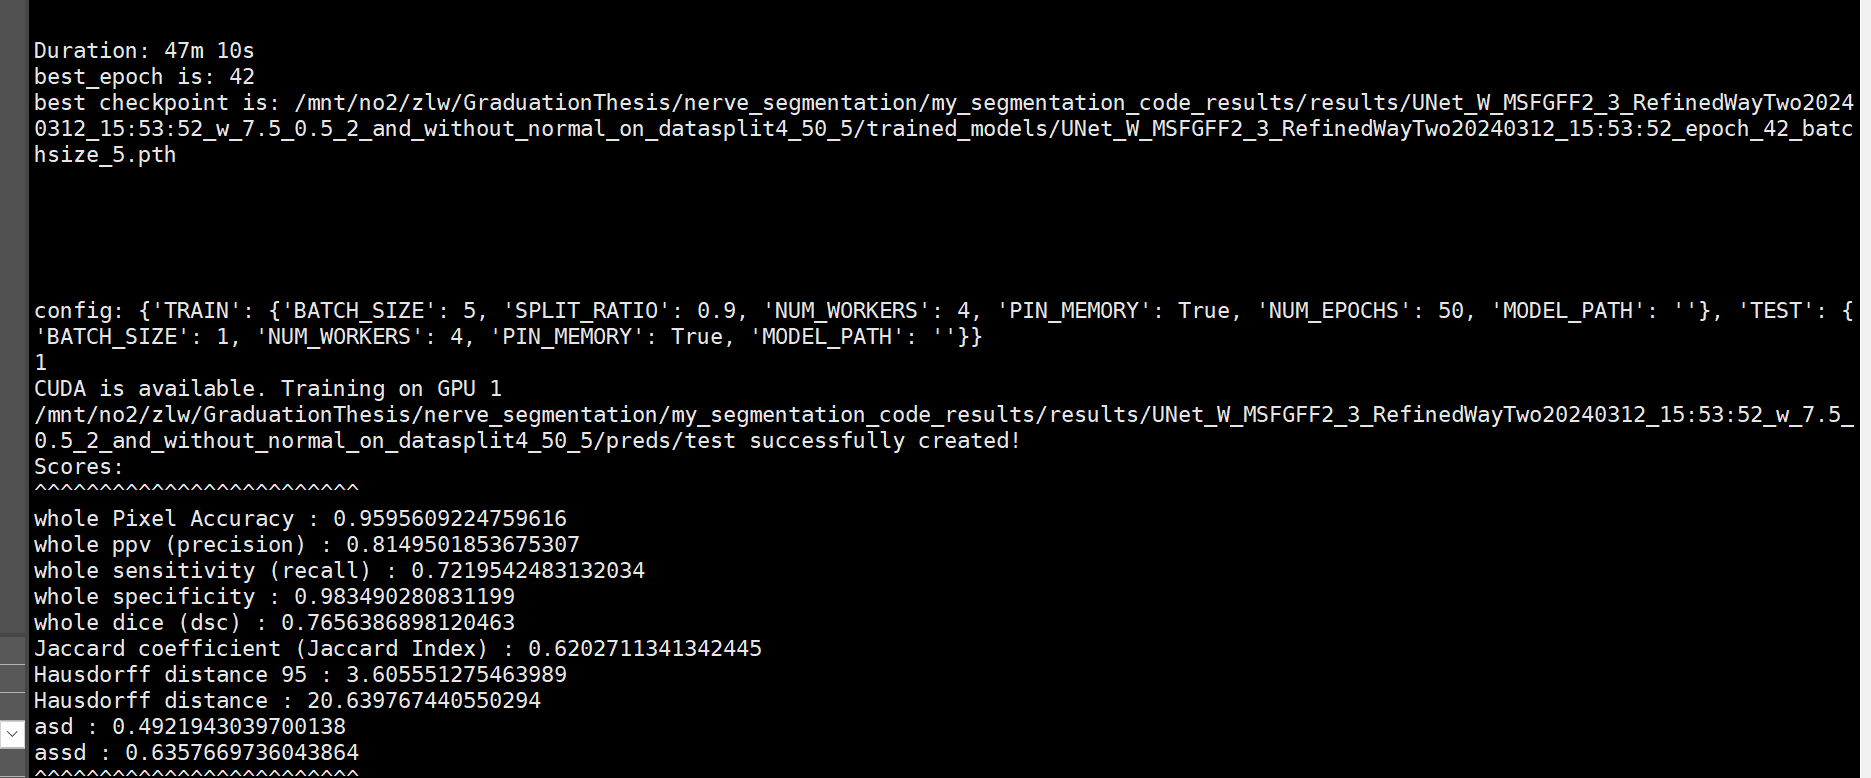 Duration: 47m 10s
best_epoch is: 42
best checkpoint is: /mnt/no2/zlw/GraduationThesis/nerve_segmentation/my_segmentation_code_results/results/UNet_W_MSFGFF2_3_RefinedWayTwo2024
0312_15:53:52_w_7.5_0.5_2_and_without_normal_on_datasplit4_50_5/trained_models/UNet_W_MSFGFF2_3_RefinedWayTwo20240312_15:53:52_epoch_42_batc
hsize_5.pth
config: {'TRAIN': {'BATCH_SIZE': 5, 'SPLIT_RATIO': 0.9, 'NUM_WORKERS': 4, 'PIN_MEMORY': True, 'NUM_EPOCHS': 50, 'MODEL_PATH': ''}, 'TEST': {
'BATCH_SIZE': 1, 'NUM_WORKERS': 4, 'PIN_MEMORY': True, 'MODEL_PATH': ''}}
1
CUDA is available. Training on GPU 1
/mnt/no2/zlw/GraduationThesis/nerve_segmentation/my_segmentation_code_results/results/UNet_W_MSFGFF2_3_RefinedWayTwo20240312_15:53:52_w_7.5_
0.5_2_and_without_normal_on_datasplit4_50_5/preds/test successfully created!
Scores:
^^^^^^^^^^^^^^^^^^^^^^^^^
whole Pixel Accuracy : 0.9595609224759616
whole ppv (precision) : 0.8149501853675307
whole sensitivity (recall) : 0.7219542483132034
whole specificity : 0.983490280831199
whole dice (dsc) : 0.7656386898120463
Jaccard coefficient (Jaccard Index) : 0.6202711341342445
Hausdorff distance 95 : 3.605551275463989
Hausdorff distance : 20.639767440550294
asd : 0.4921943039700138
assd : 0.6357669736043864
^^^^^^^^^^^^^^^^^^^^^^^^^